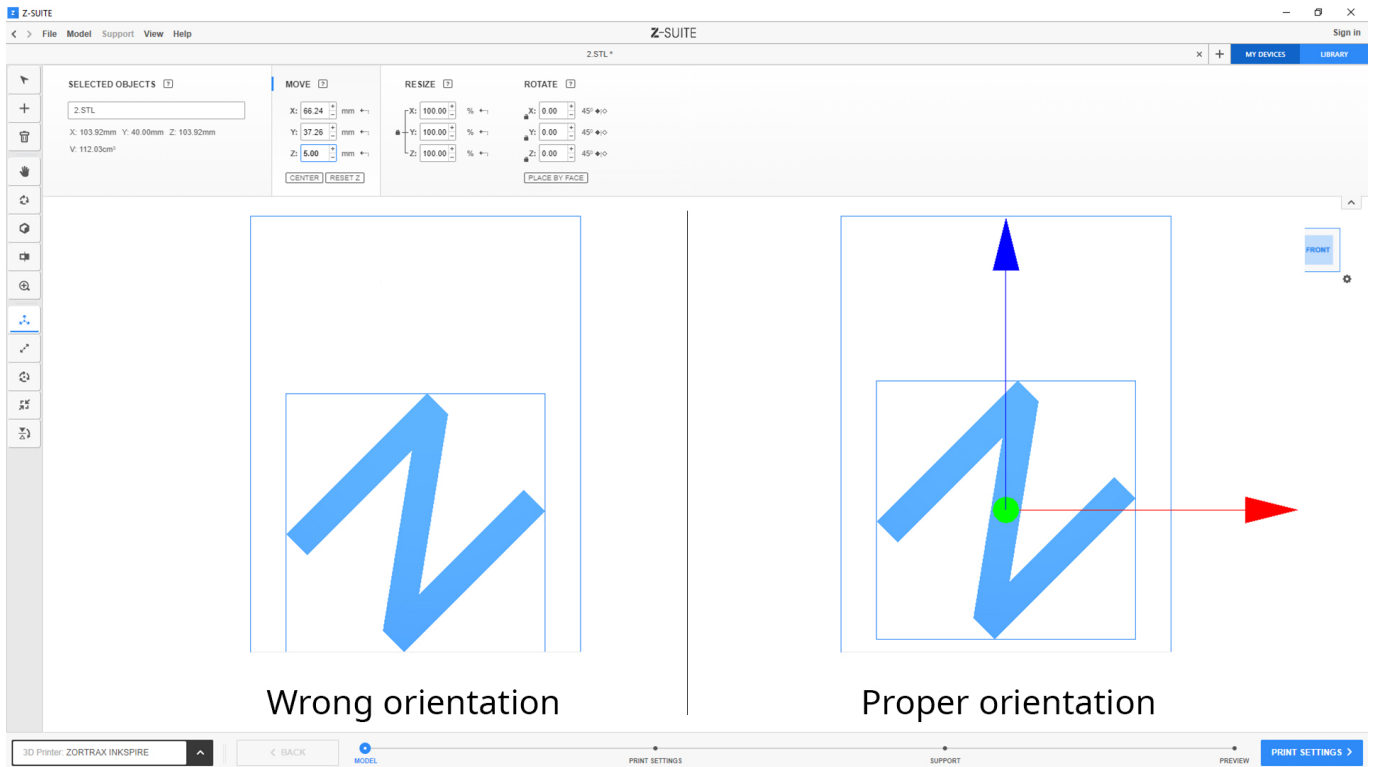 Z-SUITE
File Model Support View Help
Z-SUITE
Sign in
2.STL *
MY DEVICES
LIBRARY
SELECTED OBJECTS ?
2.STL
X: 103.92mm Y: 40.00mm Z: 103.92mm
V: 112.03cm³
MOVE ?
X: 66.24 mm
Y: 37.26 mm
Z: 5.00 mm
CENTER RESET Z
RESIZE ?
X: 100.00 %
Y: 100.00 %
Z: 100.00 %
ROTATE ?
X: 0.00 45º
Y: 0.00 45º
Z: 0.00 45º
PLACE BY FACE
FRONT
Wrong orientation
Proper orientation
3D Printer: ZORTRAX INKSPIRE
BACK
MODEL
PRINT SETTINGS
SUPPORT
PREVIEW
PRINT SETTINGS